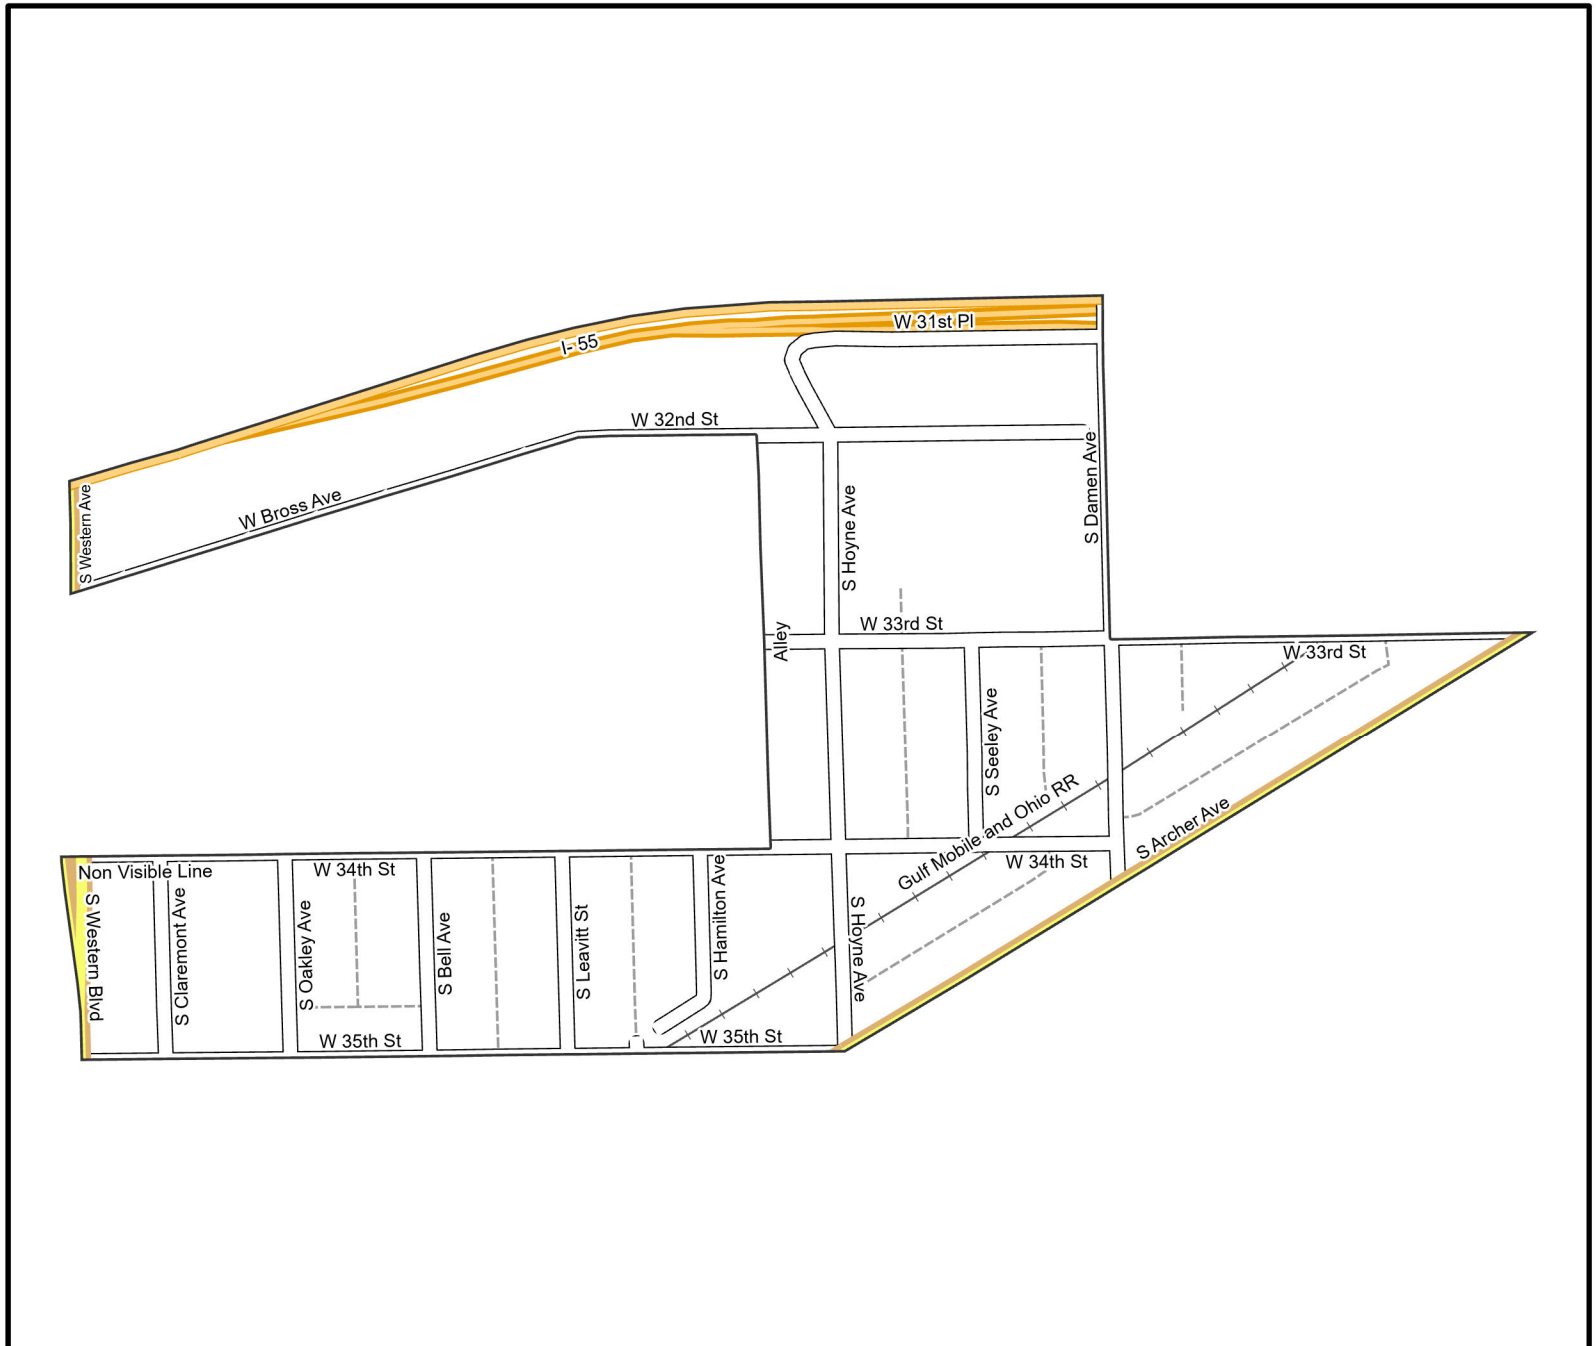 W 31st Pl
I- 55
W 32nd St
S Western Ave
W Bross Ave
S Hoyne Ave
S Damen Ave
W 33rd St
Alley
W 33rd St
S Seeley Ave
Gulf Mobile and Ohio RR
S Archer Ave
W 34th St
Non Visible Line
W 34th St
S Western Blvd
S Claremont Ave
S Oakley Ave
S Bell Ave
S Leavitt St
S Hamilton Ave
S Hoyne Ave
W 35th St
W 35th St